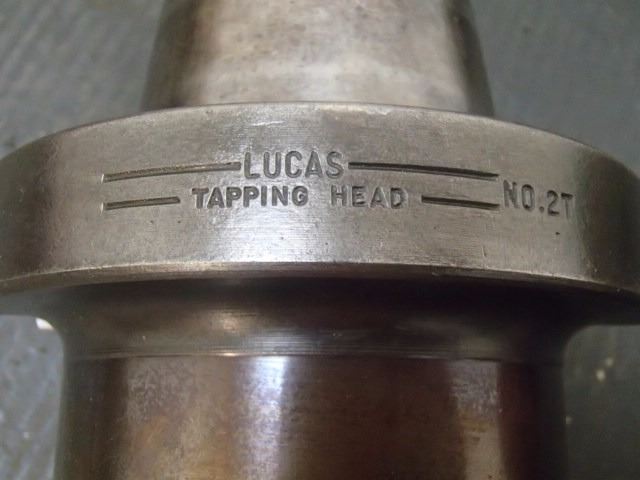 LUCAS
TAPPING HEAD NO.2T